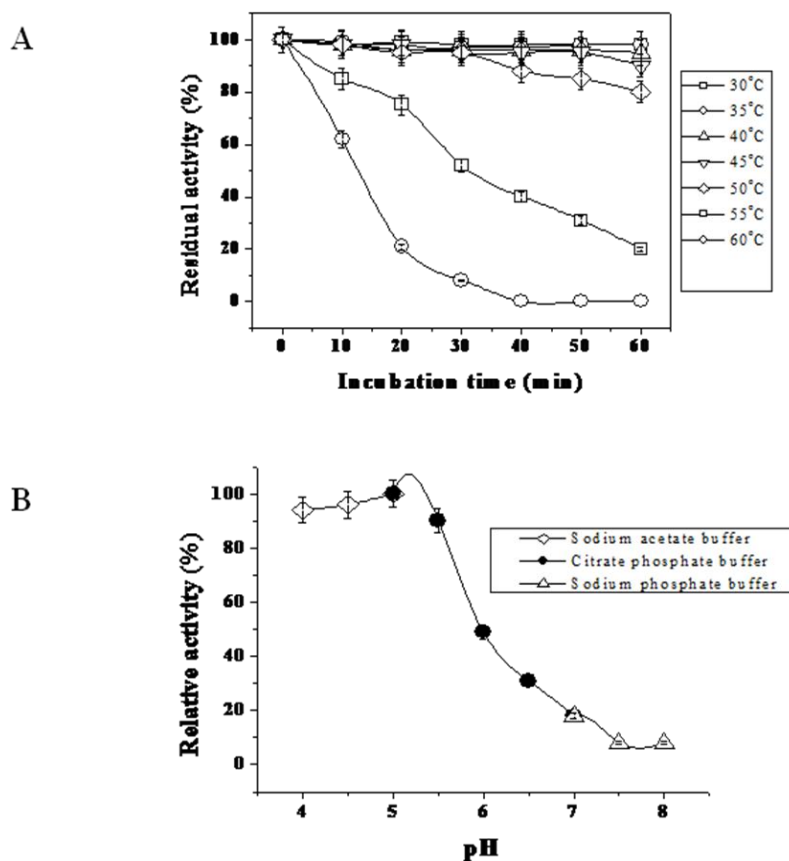 A
Residual activity (%)
100
80
60
40
20
0
0 10 20 30 40 50 60
Incubation time (min)
30°C
35°C
40°C
45°C
50°C
55°C
60°C
B
Relative activity (%)
100
80
60
40
20
0
4 5 6 7 8
pH
Sodium acetate buffer
Citrate phosphate buffer
Sodium phosphate buffer